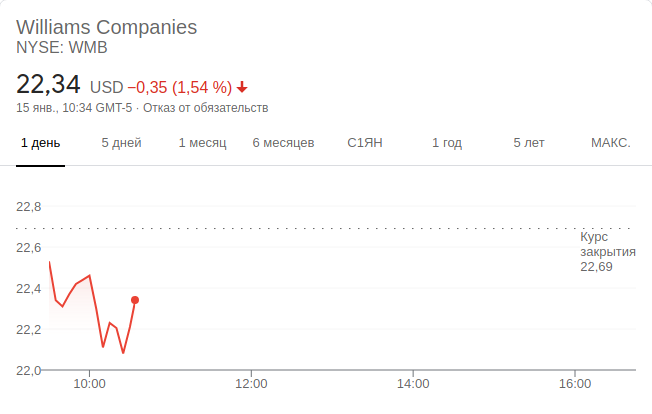 Williams Companies
NYSE: WMB
22,34 USD −0,35 (1,54 %)
15 янв., 10:34 GMT-5 · Отказ от обязательств
1 день 5 дней 1 месяц 6 месяцев С1ЯН 1 год 5 лет МАКС.
22,8
Курс
22,6 закрытия
22,69
22,4
22,2
22,0
10:00 12:00 14:00 16:00